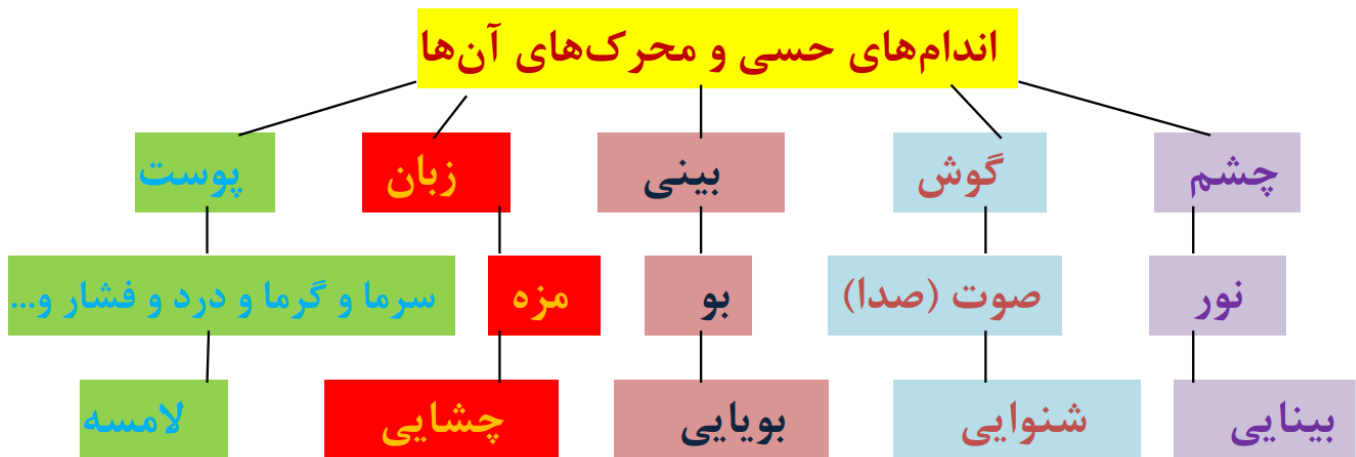 اندام‌های حسی و محرک‌های آن‌ها
چشم
گوش
بینی
زبان
پوست
نور
صوت (صدا)
بو
مزه
سرما و گرما و درد و فشار و...
بینایی
شنوایی
بویایی
چشایی
لامسه